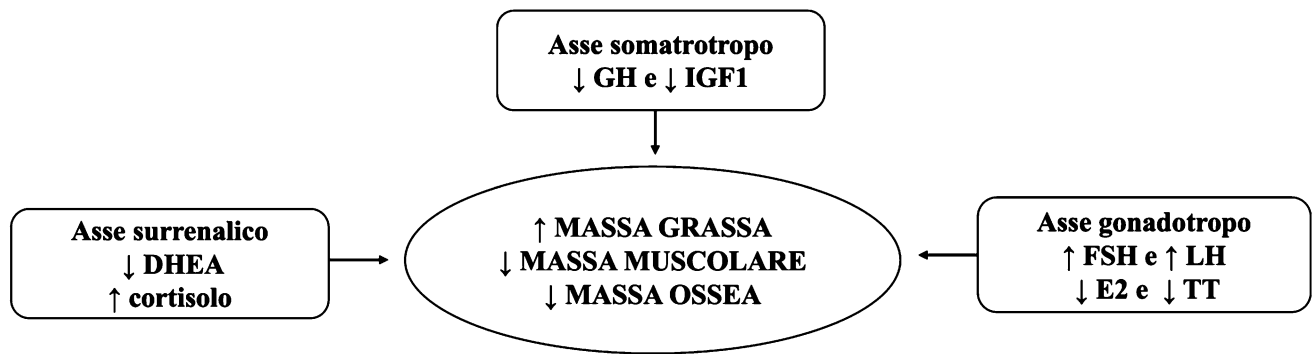 Asse somatrotropo
↓ GH e ↓ IGF1
Asse surrenalico
↓ DHEA
↑ cortisolo
↑ MASSA GRASSA
↓ MASSA MUSCOLARE
↓ MASSA OSSEA
Asse gonadotropo
↑ FSH e ↑ LH
↓ E2 e ↓ TT